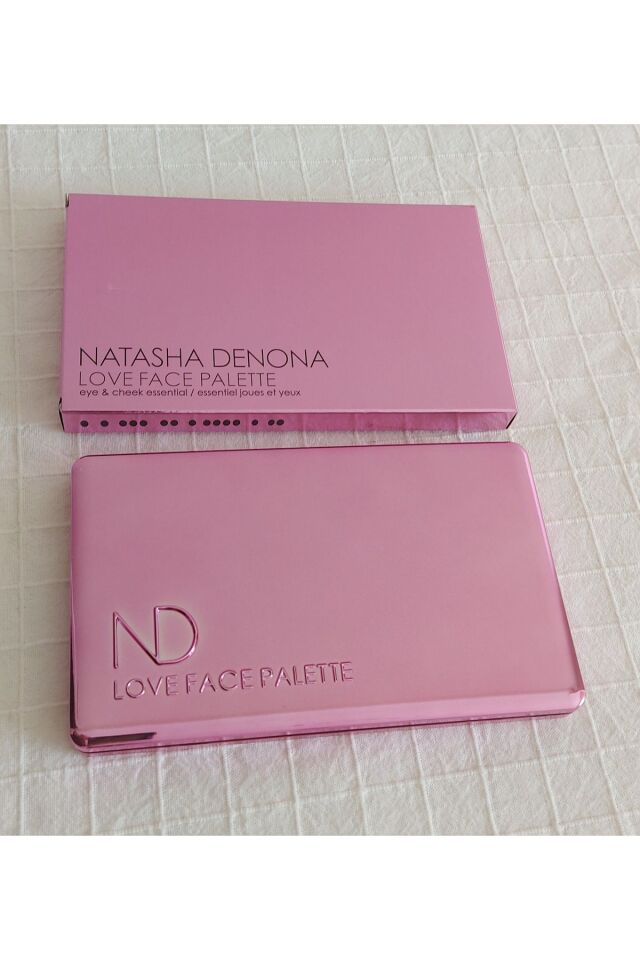 NATASHA DENONA
LOVE FACE PALETTE
eye & cheek essential / essentiel joues et yeux
ND
LOVE FACE PALETTE